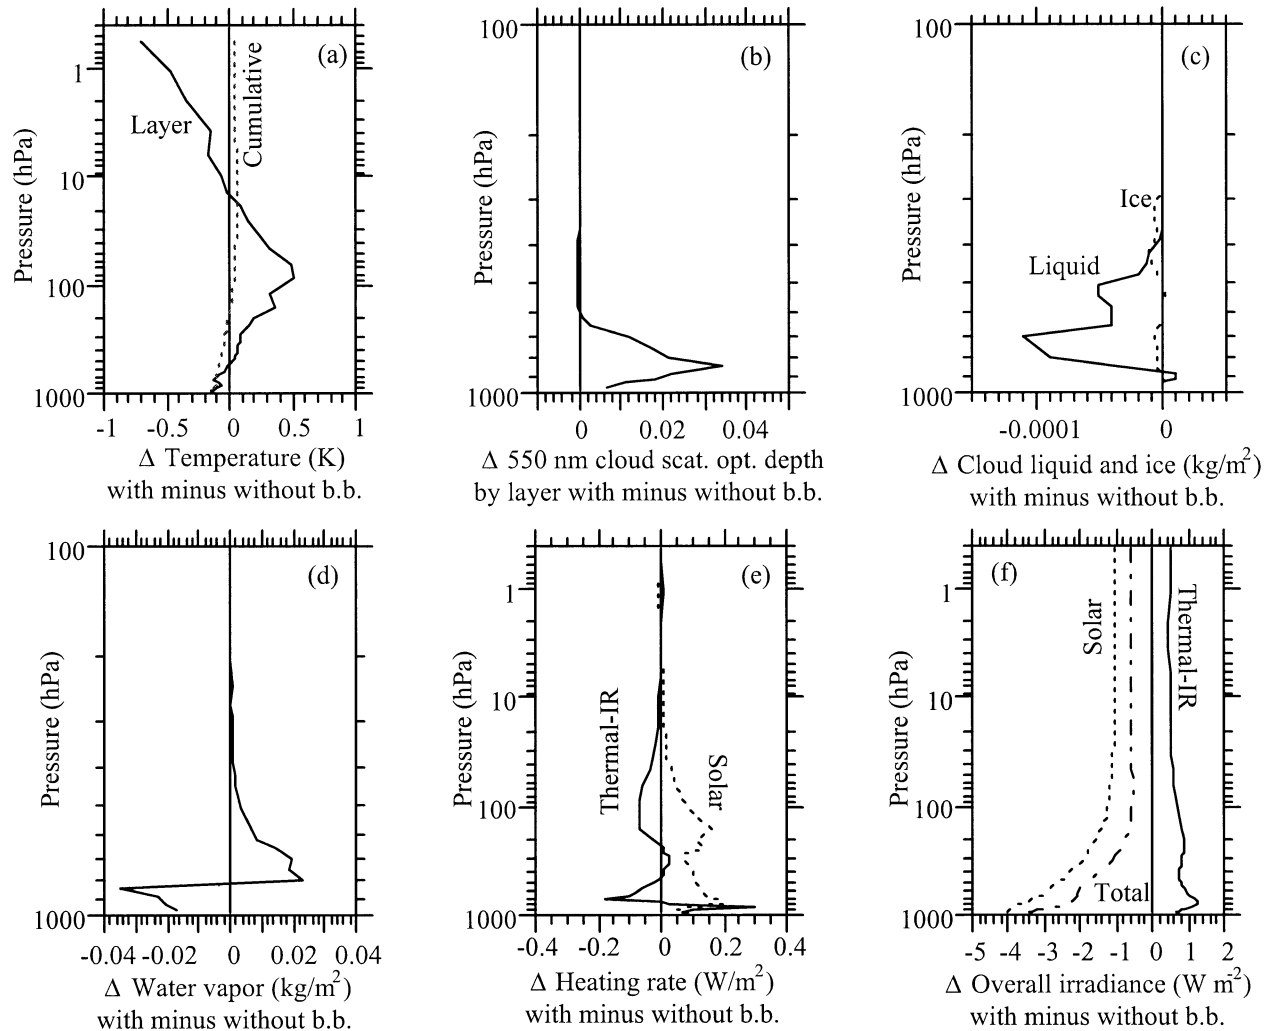 (a)
Pressure (hPa)
1
10
100
1000
Layer
Cumulative
-1 -0.5 0 0.5 1
Δ Temperature (K)
with minus without b.b.
(b)
Pressure (hPa)
100
1000
0 0.02 0.04
Δ 550 nm cloud scat. opt. depth
by layer with minus without b.b.
(c)
Pressure (hPa)
100
1000
Ice
Liquid
-0.0001 0
Δ Cloud liquid and ice (kg/m²)
with minus without b.b.
(d)
Pressure (hPa)
100
1000
-0.04 -0.02 0 0.02 0.04
Δ Water vapor (kg/m²)
with minus without b.b.
(e)
Pressure (hPa)
1
10
100
1000
Thermal-IR
Solar
-0.4 -0.2 0 0.2 0.4
Δ Heating rate (W/m²)
with minus without b.b.
(f)
Pressure (hPa)
1
10
100
1000
Solar
Thermal-IR
Total
-5 -4 -3 -2 -1 0 1 2
Δ Overall irradiance (W m²)
with minus without b.b.